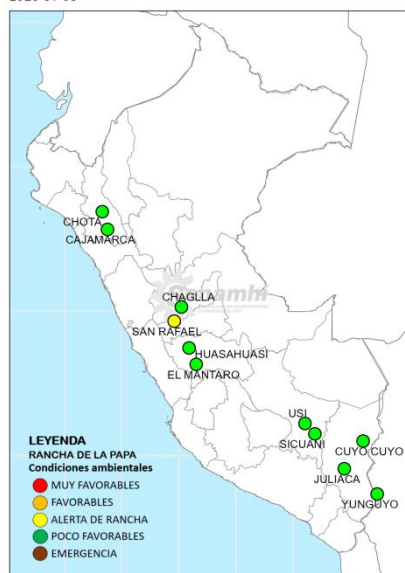 CHOTA
CAJAMARCA
Senamhi
CHAGLLA
SAN RAFAEL
HUASAHUASI
EL MANTARO
USI
SICUANI
CUYO CUYO
JULIACA
YUNGUYO
LEYENDA
RANCHA DE LA PAPA
Condiciones ambientales
MUY FAVORABLES
FAVORABLES
ALERTA DE RANCHA
POCO FAVORABLES
EMERGENCIA